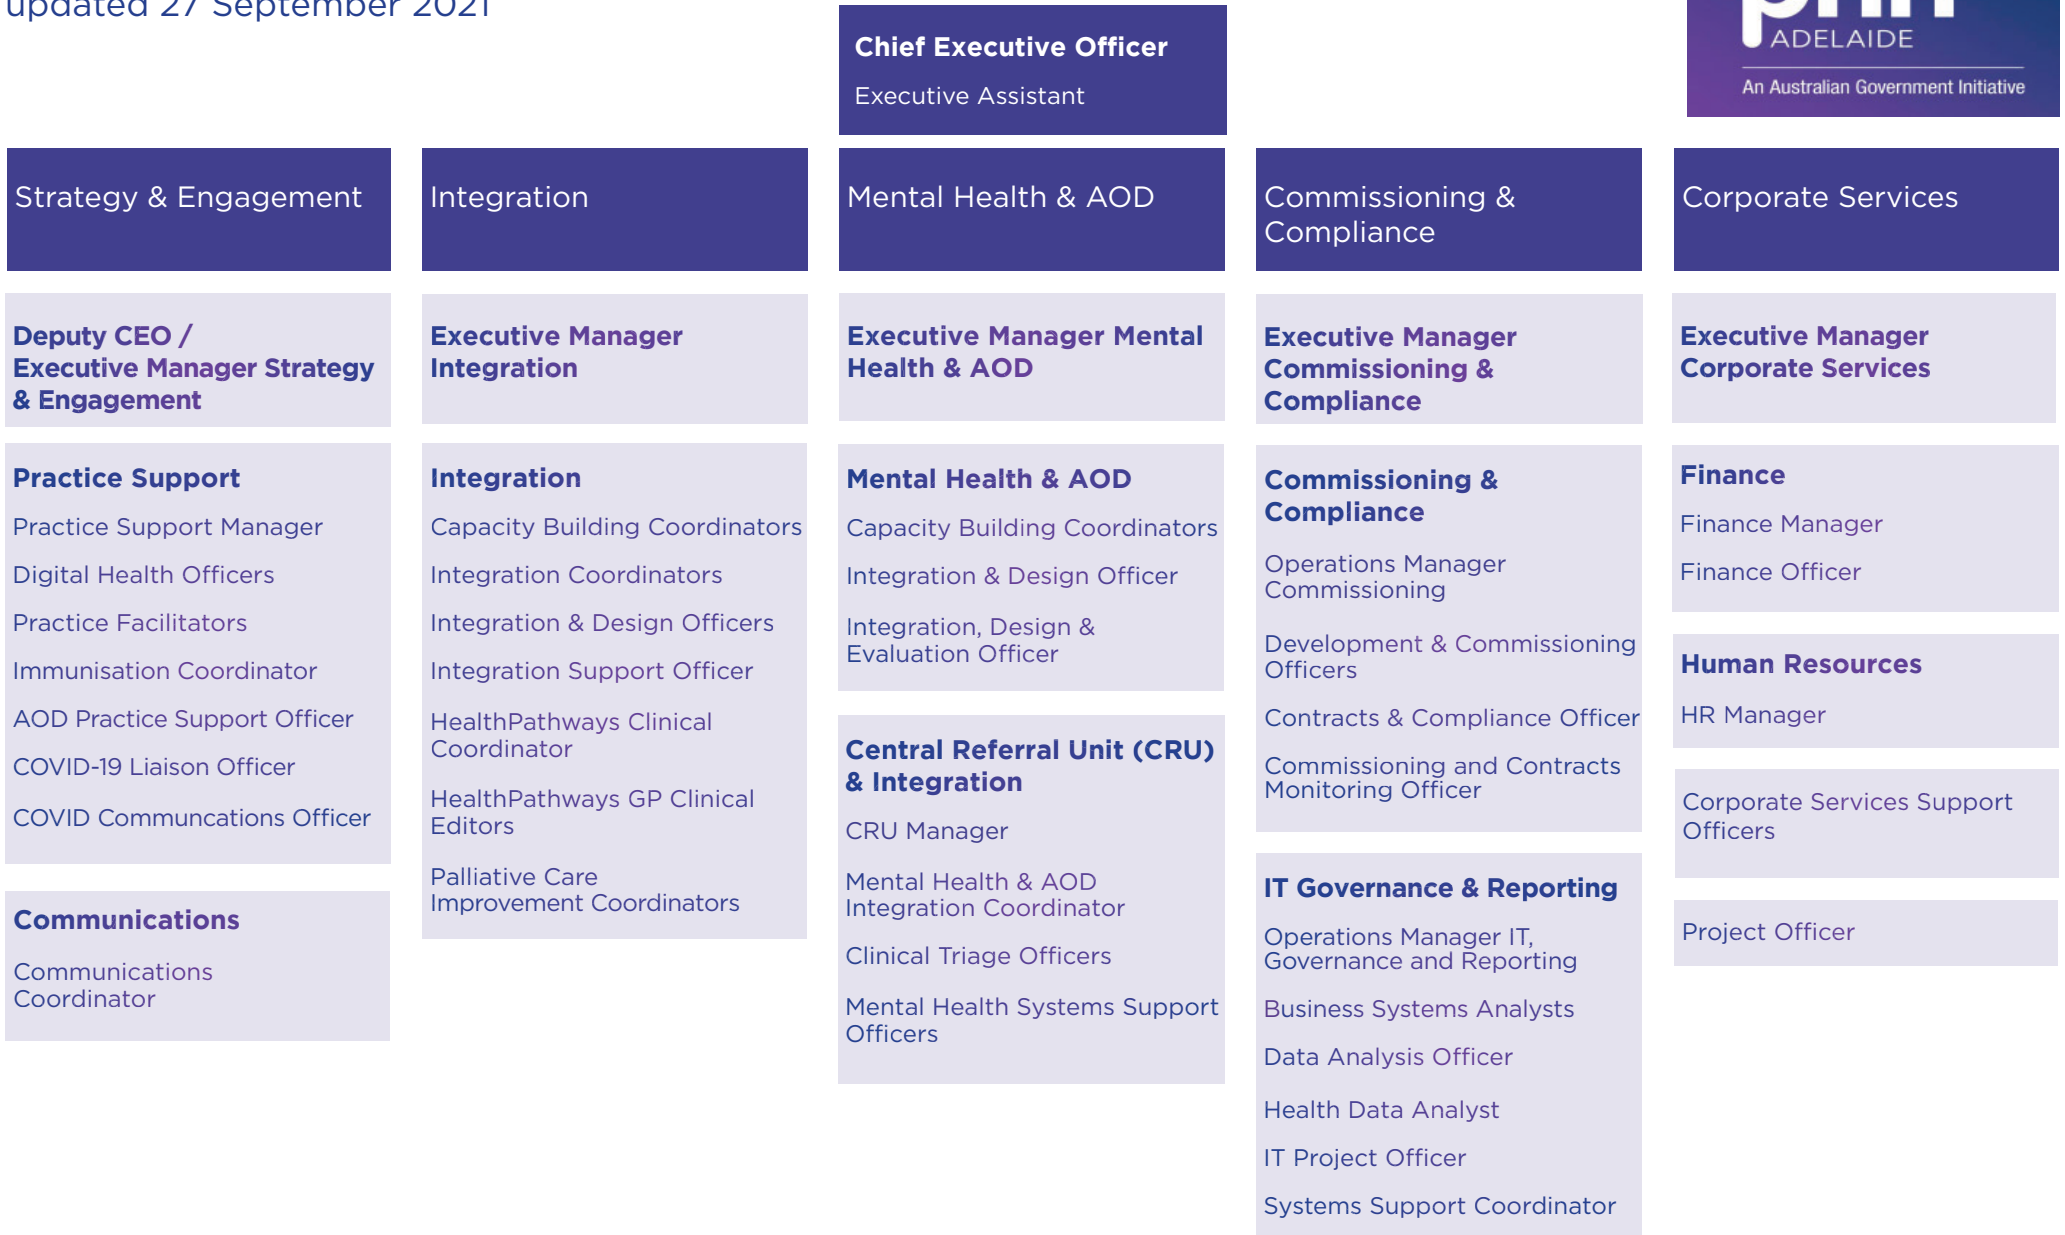 updated 27 September 2021
Chief Executive Officer
Executive Assistant
phn
ADELAIDE
An Australian Government Initiative
Strategy & Engagement
Deputy CEO /
Executive Manager Strategy
& Engagement
Practice Support
Practice Support Manager
Digital Health Officers
Practice Facilitators
Immunisation Coordinator
AOD Practice Support Officer
COVID-19 Liaison Officer
COVID Communcations Officer
Communications
Communications
Coordinator
Integration
Executive Manager
Integration
Integration
Capacity Building Coordinators
Integration Coordinators
Integration & Design Officers
Integration Support Officer
HealthPathways Clinical
Coordinator
HealthPathways GP Clinical
Editors
Palliative Care
Improvement Coordinators
Mental Health & AOD
Executive Manager Mental
Health & AOD
Mental Health & AOD
Capacity Building Coordinators
Integration & Design Officer
Integration, Design &
Evaluation Officer
Central Referral Unit (CRU)
& Integration
CRU Manager
Mental Health & AOD
Integration Coordinator
Clinical Triage Officers
Mental Health Systems Support
Officers
Commissioning &
Compliance
Executive Manager
Commissioning &
Compliance
Commissioning &
Compliance
Operations Manager
Commissioning
Development & Commissioning
Officers
Contracts & Compliance Officer
Commissioning and Contracts
Monitoring Officer
IT Governance & Reporting
Operations Manager IT,
Governance and Reporting
Business Systems Analysts
Data Analysis Officer
Health Data Analyst
IT Project Officer
Systems Support Coordinator
Corporate Services
Executive Manager
Corporate Services
Finance
Finance Manager
Finance Officer
Human Resources
HR Manager
Corporate Services Support
Officers
Project Officer